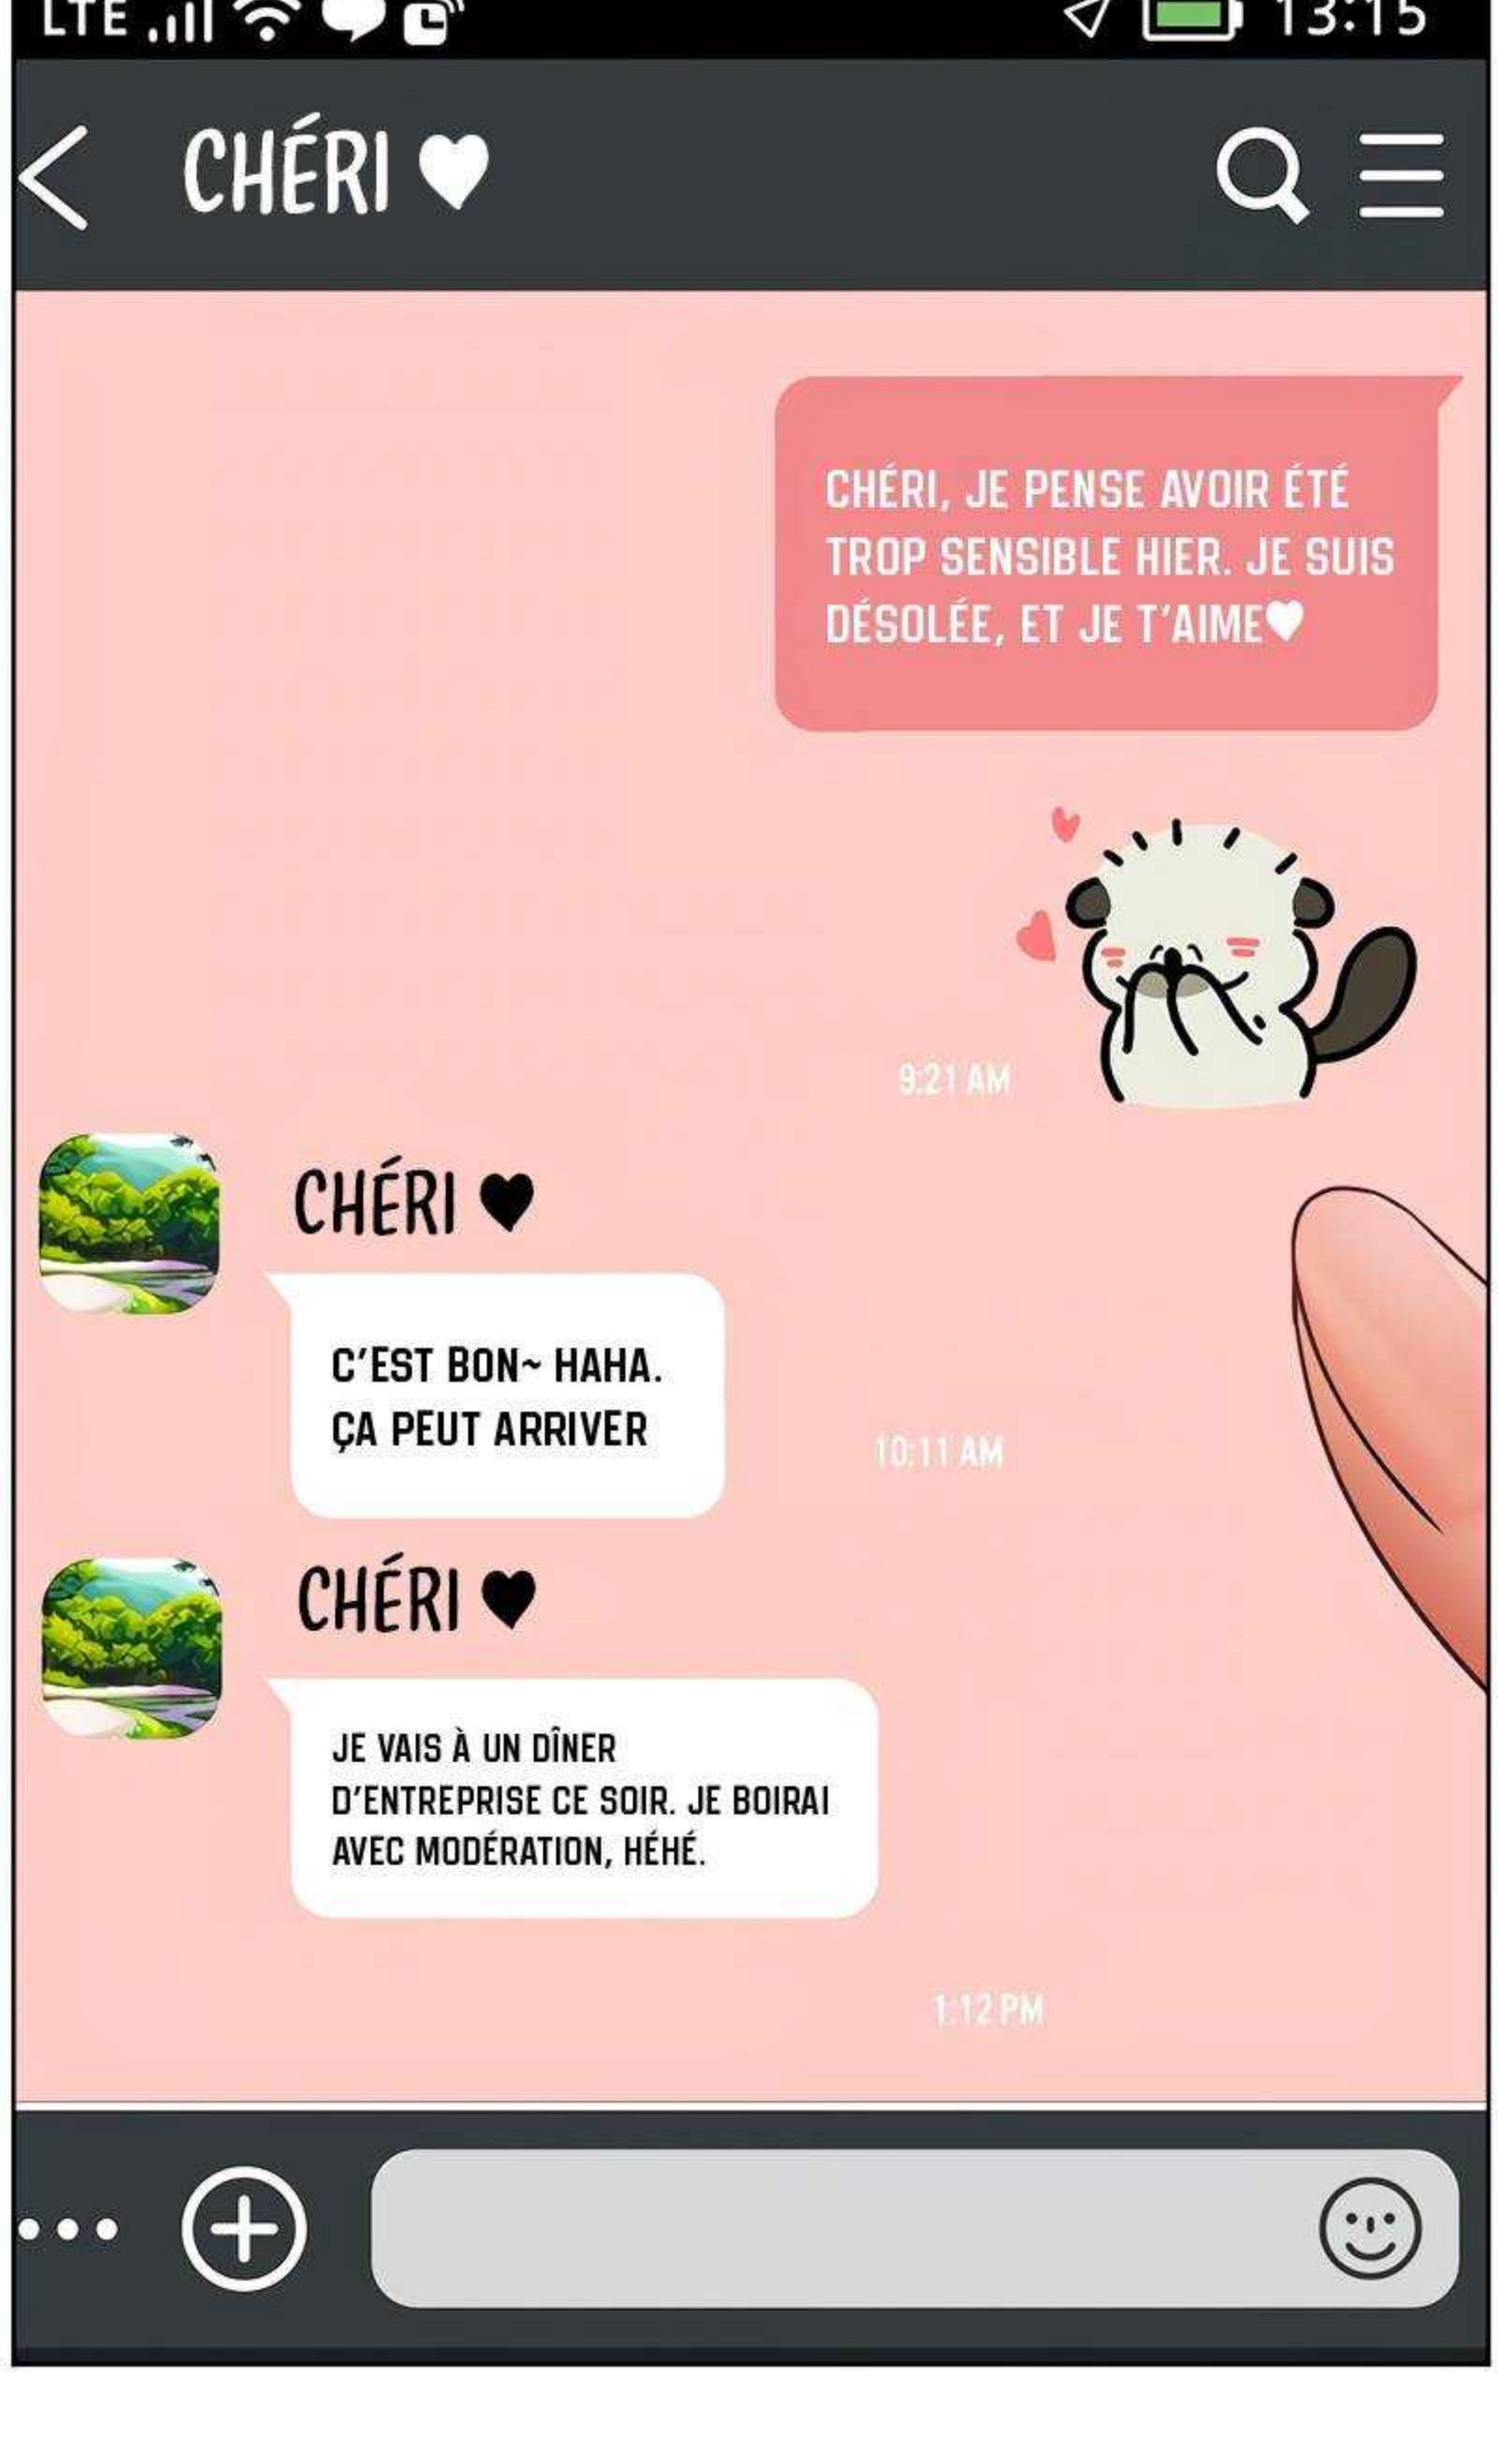 LTE 13:15
CHÉRI ♥
CHÉRI, JE PENSE AVOIR ÉTÉ
TROP SENSIBLE HIER. JE SUIS
DÉSOLÉE, ET JE T'AIME♥
9:21 AM
CHÉRI ♥
C'EST BON~ HAHA.
ÇA PEUT ARRIVER
10:11 AM
CHÉRI ♥
JE VAIS À UN DÎNER
D'ENTREPRISE CE SOIR. JE BOIRAI
AVEC MODÉRATION, HÉHÉ.
1:12 PM